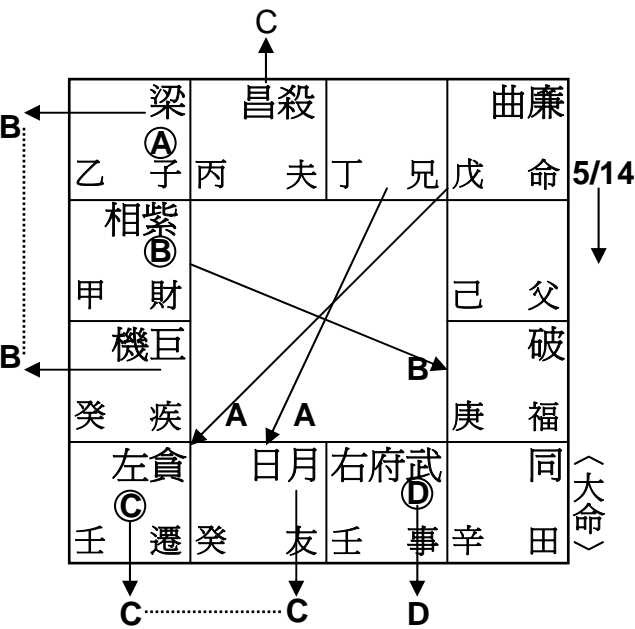 C
梁 昌殺 曲廉
B Ⓐ
乙 子 丙 夫 丁 兄 戊 命 5/14
相紫
Ⓑ
甲 財 己 父
機巨 破
B B
癸 疾 A A 庚 福
左貪 日月 右府武 同 〈大命〉
Ⓒ Ⓓ
壬 遷 癸 友 壬 事 辛 田
C C D